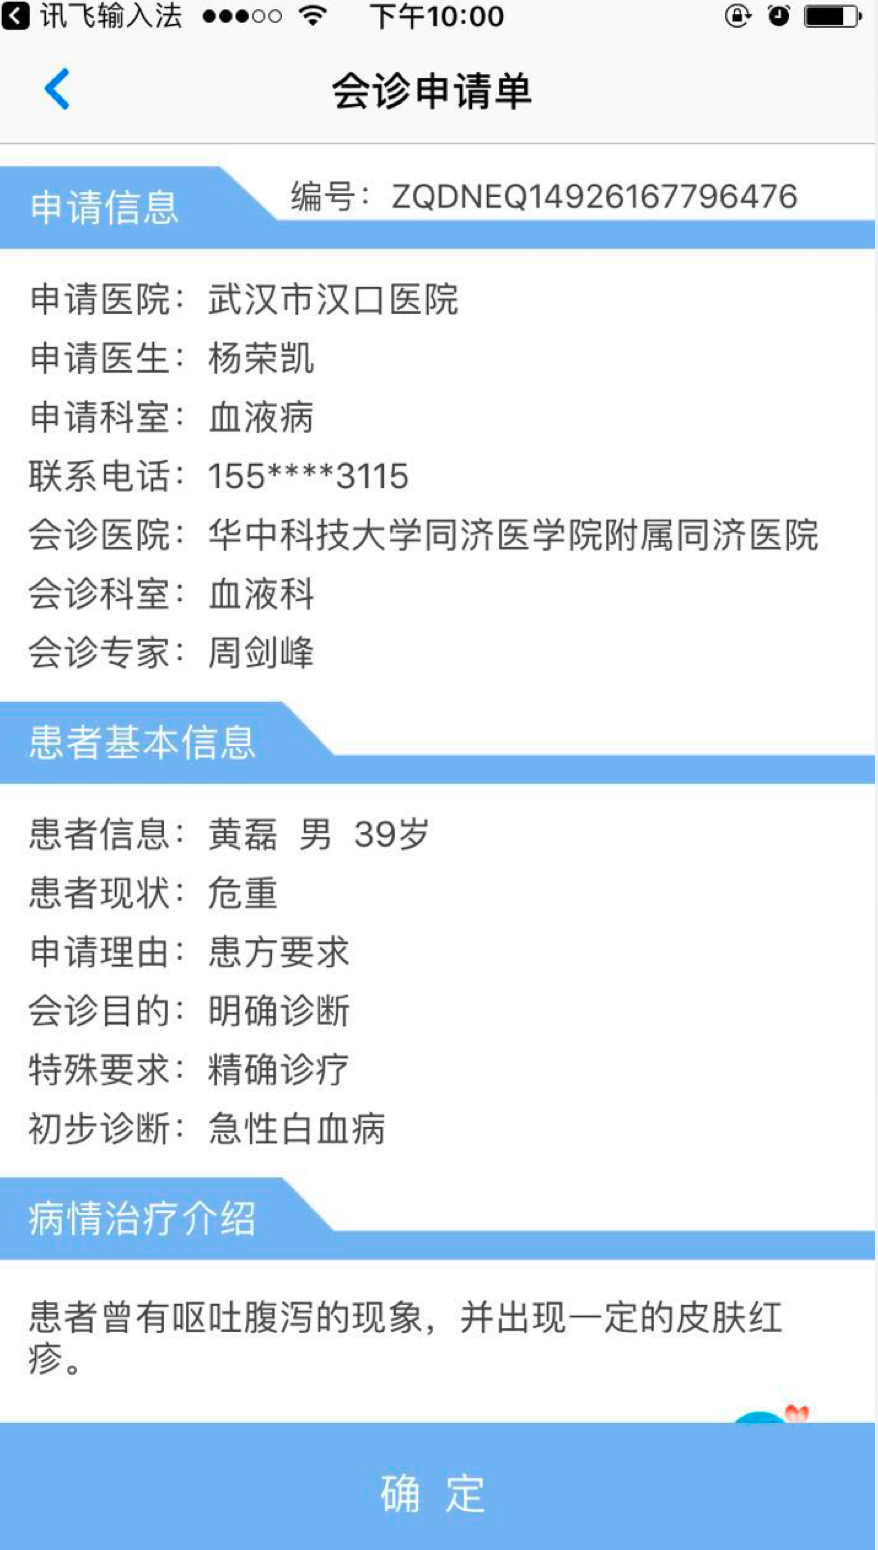 讯飞输入法 下午10:00
会诊申请单
申请信息 编号：ZQDNEQ14926167796476
申请医院：武汉市汉口医院
申请医生：杨荣凯
申请科室：血液病
联系电话：155****3115
会诊医院：华中科技大学同济医学院附属同济医院
会诊科室：血液科
会诊专家：周剑峰
患者基本信息
患者信息：黄磊 男 39岁
患者现状：危重
申请理由：患方要求
会诊目的：明确诊断
特殊要求：精确诊疗
初步诊断：急性白血病
病情治疗介绍
患者曾有呕吐腹泻的现象，并出现一定的皮肤红
疹。
确 定